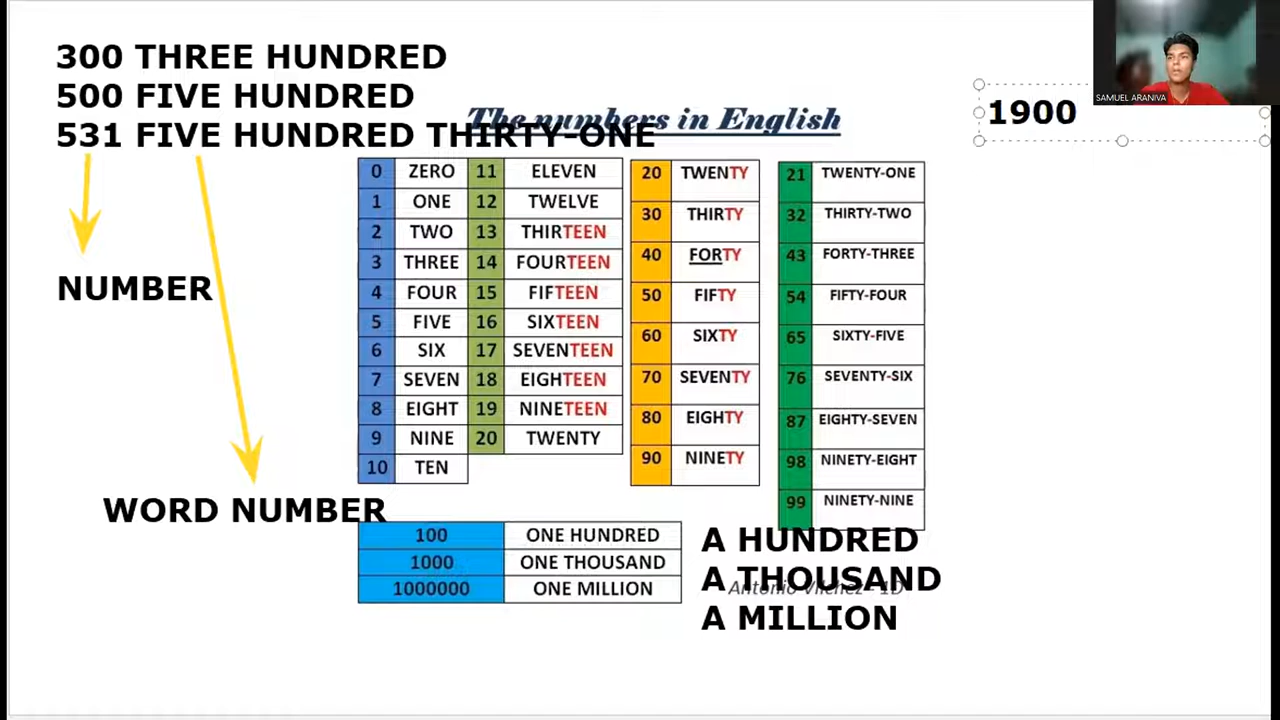 300 THREE HUNDRED
500 FIVE HUNDRED
531 FIVE HUNDRED THIRTY-ONE
The numbers in English
1900
SAMUEL ARANIVA
NUMBER
WORD NUMBER
0 ZERO 11 ELEVEN
1 ONE 12 TWELVE
2 TWO 13 THIRTEEN
3 THREE 14 FOURTEEN
4 FOUR 15 FIFTEEN
5 FIVE 16 SIXTEEN
6 SIX 17 SEVENTEEN
7 SEVEN 18 EIGHTEEN
8 EIGHT 19 NINETEEN
9 NINE 20 TWENTY
10 TEN
20 TWENTY
30 THIRTY
40 FORTY
50 FIFTY
60 SIXTY
70 SEVENTY
80 EIGHTY
90 NINETY
21 TWENTY-ONE
32 THIRTY-TWO
43 FORTY-THREE
54 FIFTY-FOUR
65 SIXTY-FIVE
76 SEVENTY-SIX
87 EIGHTY-SEVEN
98 NINETY-EIGHT
99 NINETY-NINE
100 ONE HUNDRED
1000 ONE THOUSAND
1000000 ONE MILLION
A HUNDRED
A THOUSAND
Antonio Vilchez - 1D
A MILLION